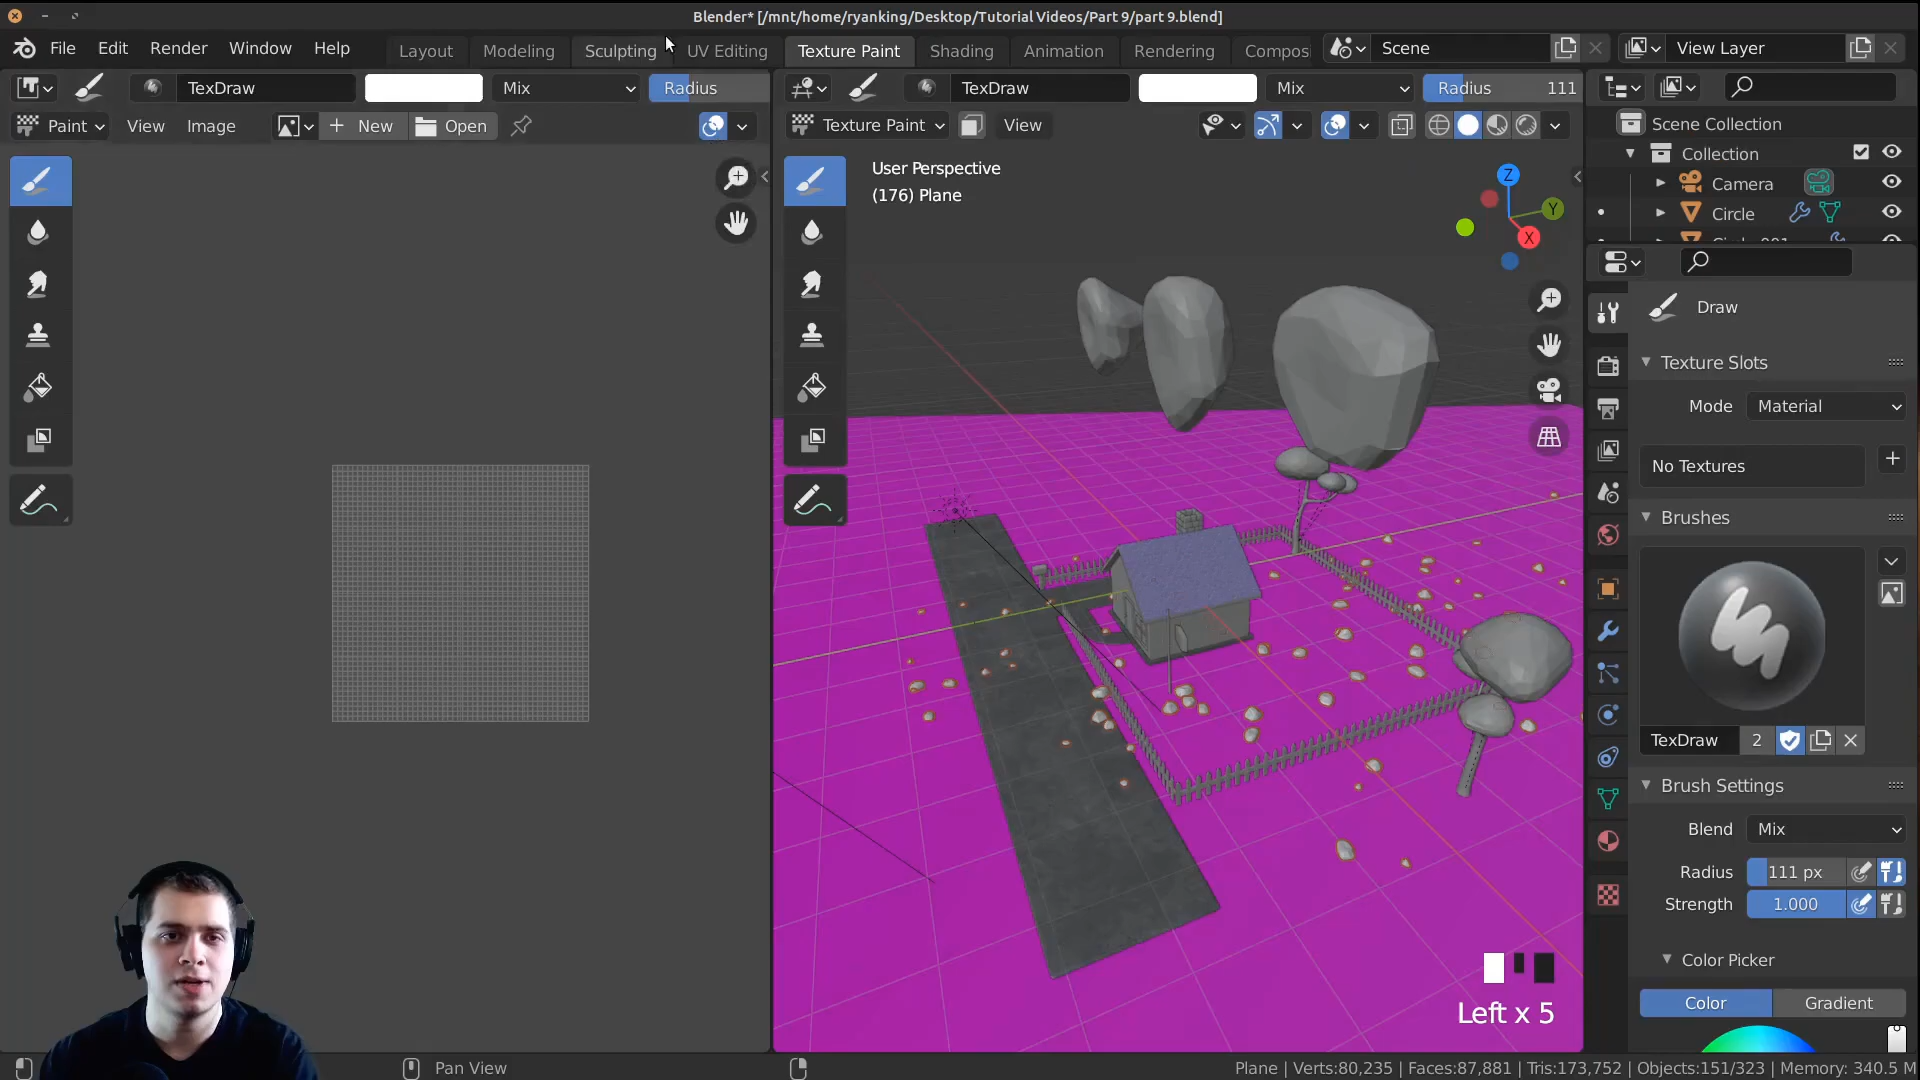 Blender* [/mnt/home/ryanking/Desktop/Tutorial Videos/Part 9/part 9.blend]
File Edit Render Window Help Layout Modeling Sculpting UV Editing Texture Paint Shading Animation Rendering Compos Scene View Layer
TexDraw Mix Radius TexDraw Mix Radius 111
Paint View Image New Open Texture Paint View
Scene Collection
User Perspective
(176) Plane
Collection
Camera
Circle
Z
Y
X
Draw
Texture Slots
Mode Material
No Textures
Brushes
TexDraw 2
Brush Settings
Blend Mix
Radius 111 px
Strength 1.000
Color Picker
Color Gradient
Left x 5
Pan View
Plane | Verts:80,235 | Faces:87,881 | Tris:173,752 | Objects:151/323 | Memory: 340.5 M